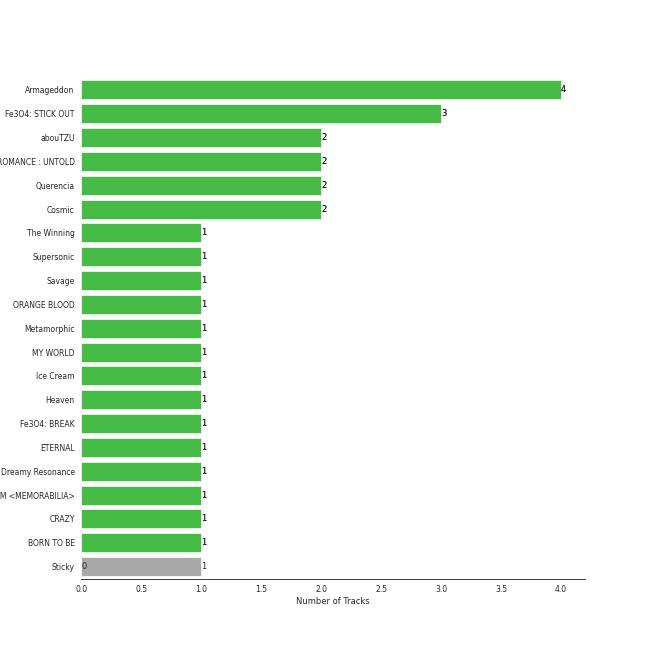 Armageddon 4
Fe3O4: STICK OUT 3
abouTZU 2
ROMANCE : UNTOLD 2
Querencia 2
Cosmic 2
The Winning 1
Supersonic 1
Savage 1
ORANGE BLOOD 1
Metamorphic 1
MY WORLD 1
Ice Cream 1
Heaven 1
Fe3O4: BREAK 1
ETERNAL 1
Dreamy Resonance 1
M <MEMORABILIA> 1
CRAZY 1
BORN TO BE 1
Sticky 0 1
0.0 0.5 1.0 1.5 2.0 2.5 3.0 3.5 4.0
Number of Tracks